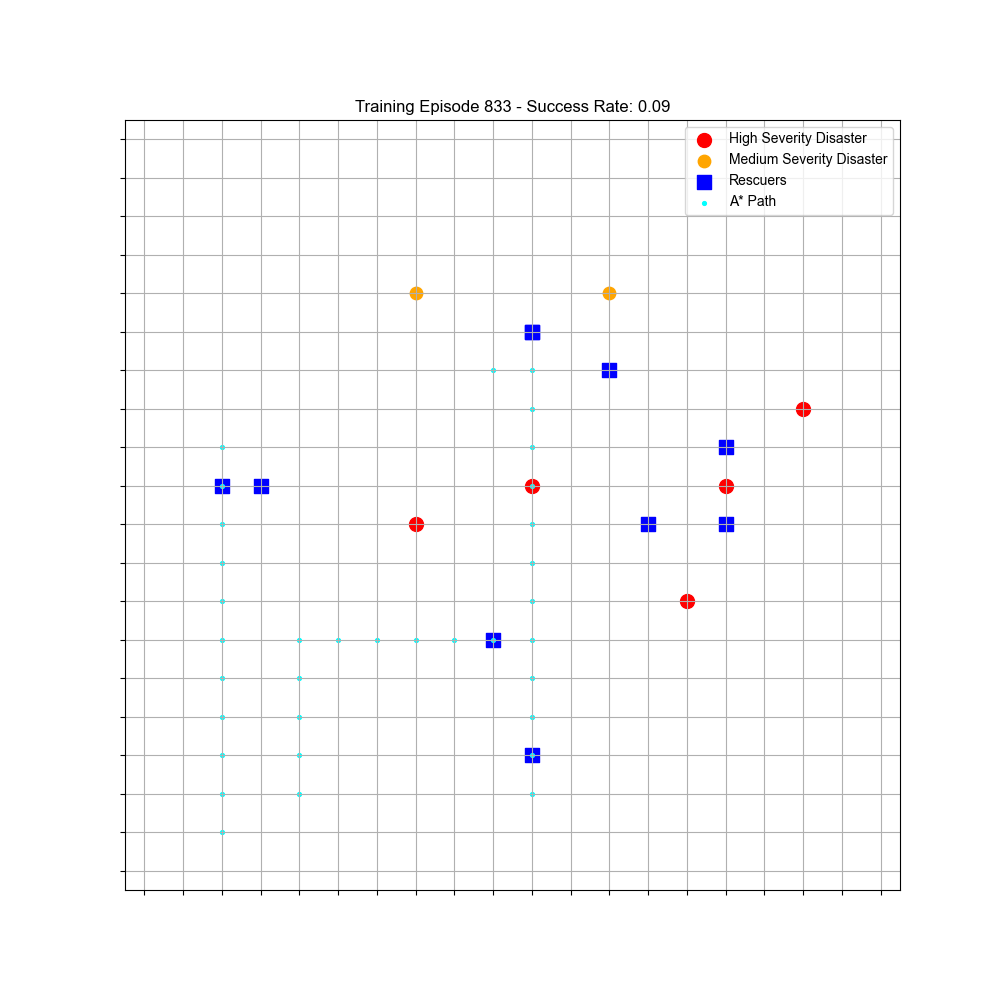 Training Episode 833 - Success Rate: 0.09
High Severity Disaster
Medium Severity Disaster
Rescuers
A* Path